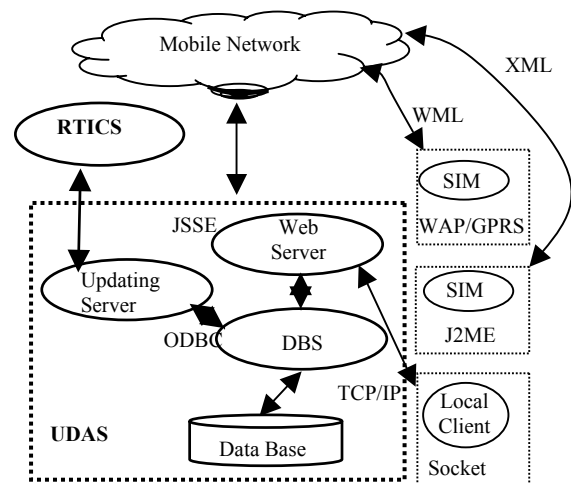 Mobile Network
XML
RTICS
WML
SIM
WAP/GPRS
JSSE
Web
Server
Updating
Server
SIM
J2ME
ODBC
DBS
TCP/IP
Local
Client
UDAS
Data Base
Socket